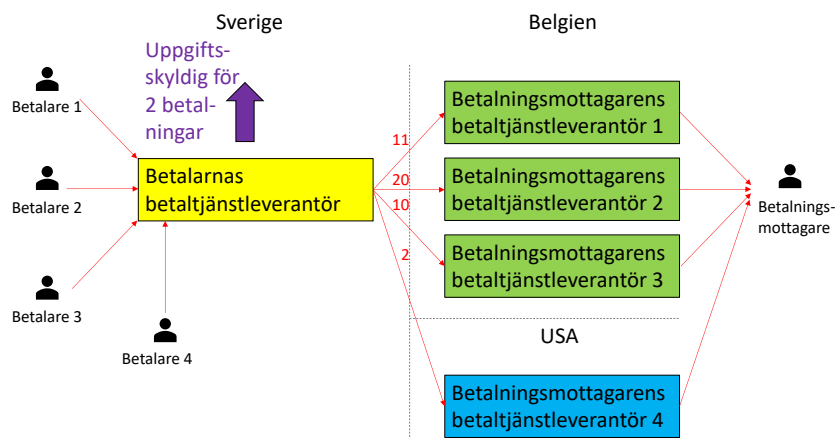 Sverige
Belgien
Uppgifts-
skyldig för
2 betal-
ningar
Betalare 1
Betalare 2
Betalare 3
Betalare 4
Betalarnas
betaltjänstleverantör
11
20
10
2
Betalningsmottagarens
betaltjänstleverantör 1
Betalningsmottagarens
betaltjänstleverantör 2
Betalningsmottagarens
betaltjänstleverantör 3
USA
Betalningsmottagarens
betaltjänstleverantör 4
Betalnings-
mottagare